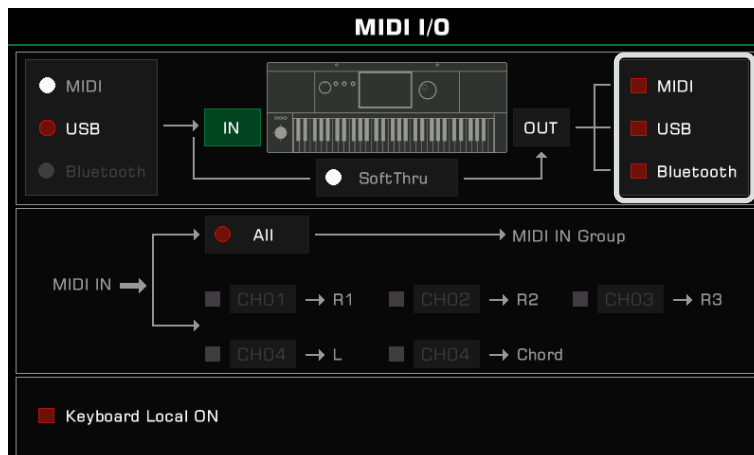 MIDI I/O
MIDI
USB
Bluetooth
IN
OUT
SoftThru
MIDI
USB
Bluetooth
MIDI IN
All
MIDI IN Group
CH01 → R1
CH02 → R2
CH03 → R3
CH04 → L
CH04 → Chord
Keyboard Local ON